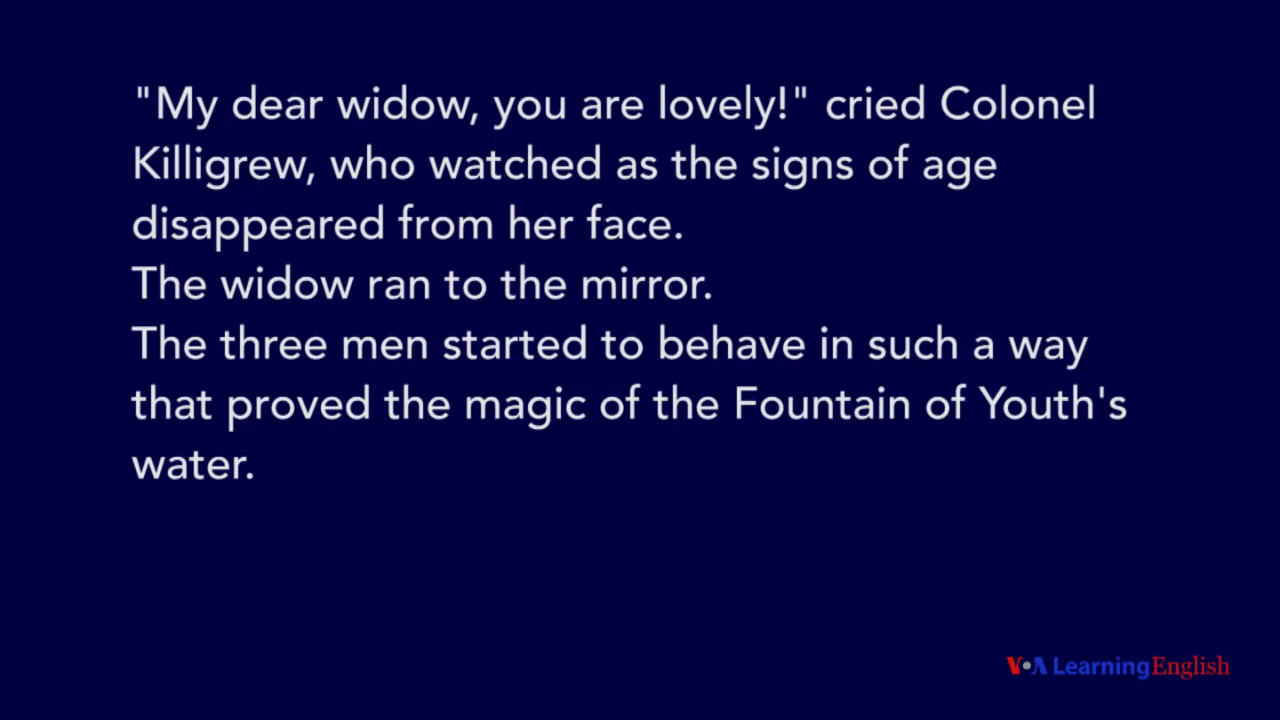 "My dear widow, you are lovely!" cried Colonel
Killigrew, who watched as the signs of age
disappeared from her face.
The widow ran to the mirror.
The three men started to behave in such a way
that proved the magic of the Fountain of Youth's
water.
VOA Learning English